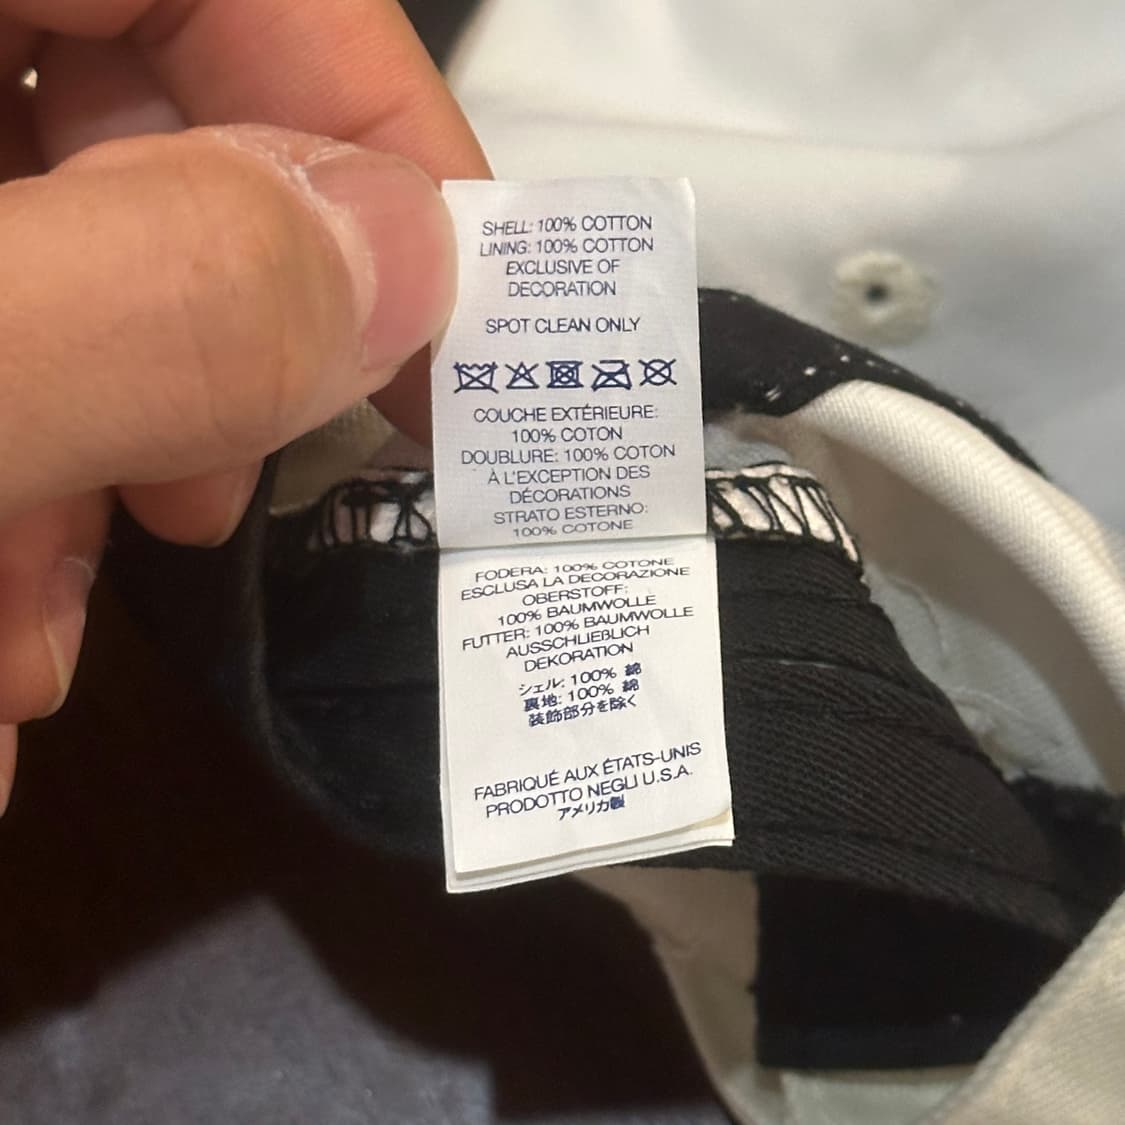 SHELL: 100% COTTON
LINING: 100% COTTON
EXCLUSIVE OF
DECORATION
SPOT CLEAN ONLY
COUCHE EXTÉRIEURE:
100% COTON
DOUBLURE: 100% COTON
À L'EXCEPTION DES
DÉCORATIONS
STRATO ESTERNO:
100% COTONE
FODERA: 100% COTONE
ESCLUSA LA DECORAZIONE
OBERSTOFF:
100% BAUMWOLLE
FUTTER: 100% BAUMWOLLE
AUSSCHLIEßLICH
DEKORATION
シェル: 100% 綿
裏地: 100% 綿
装飾部分を除く
FABRIQUÉ AUX ÉTATS-UNIS
PRODOTTO NEGLI U.S.A.
アメリカ製